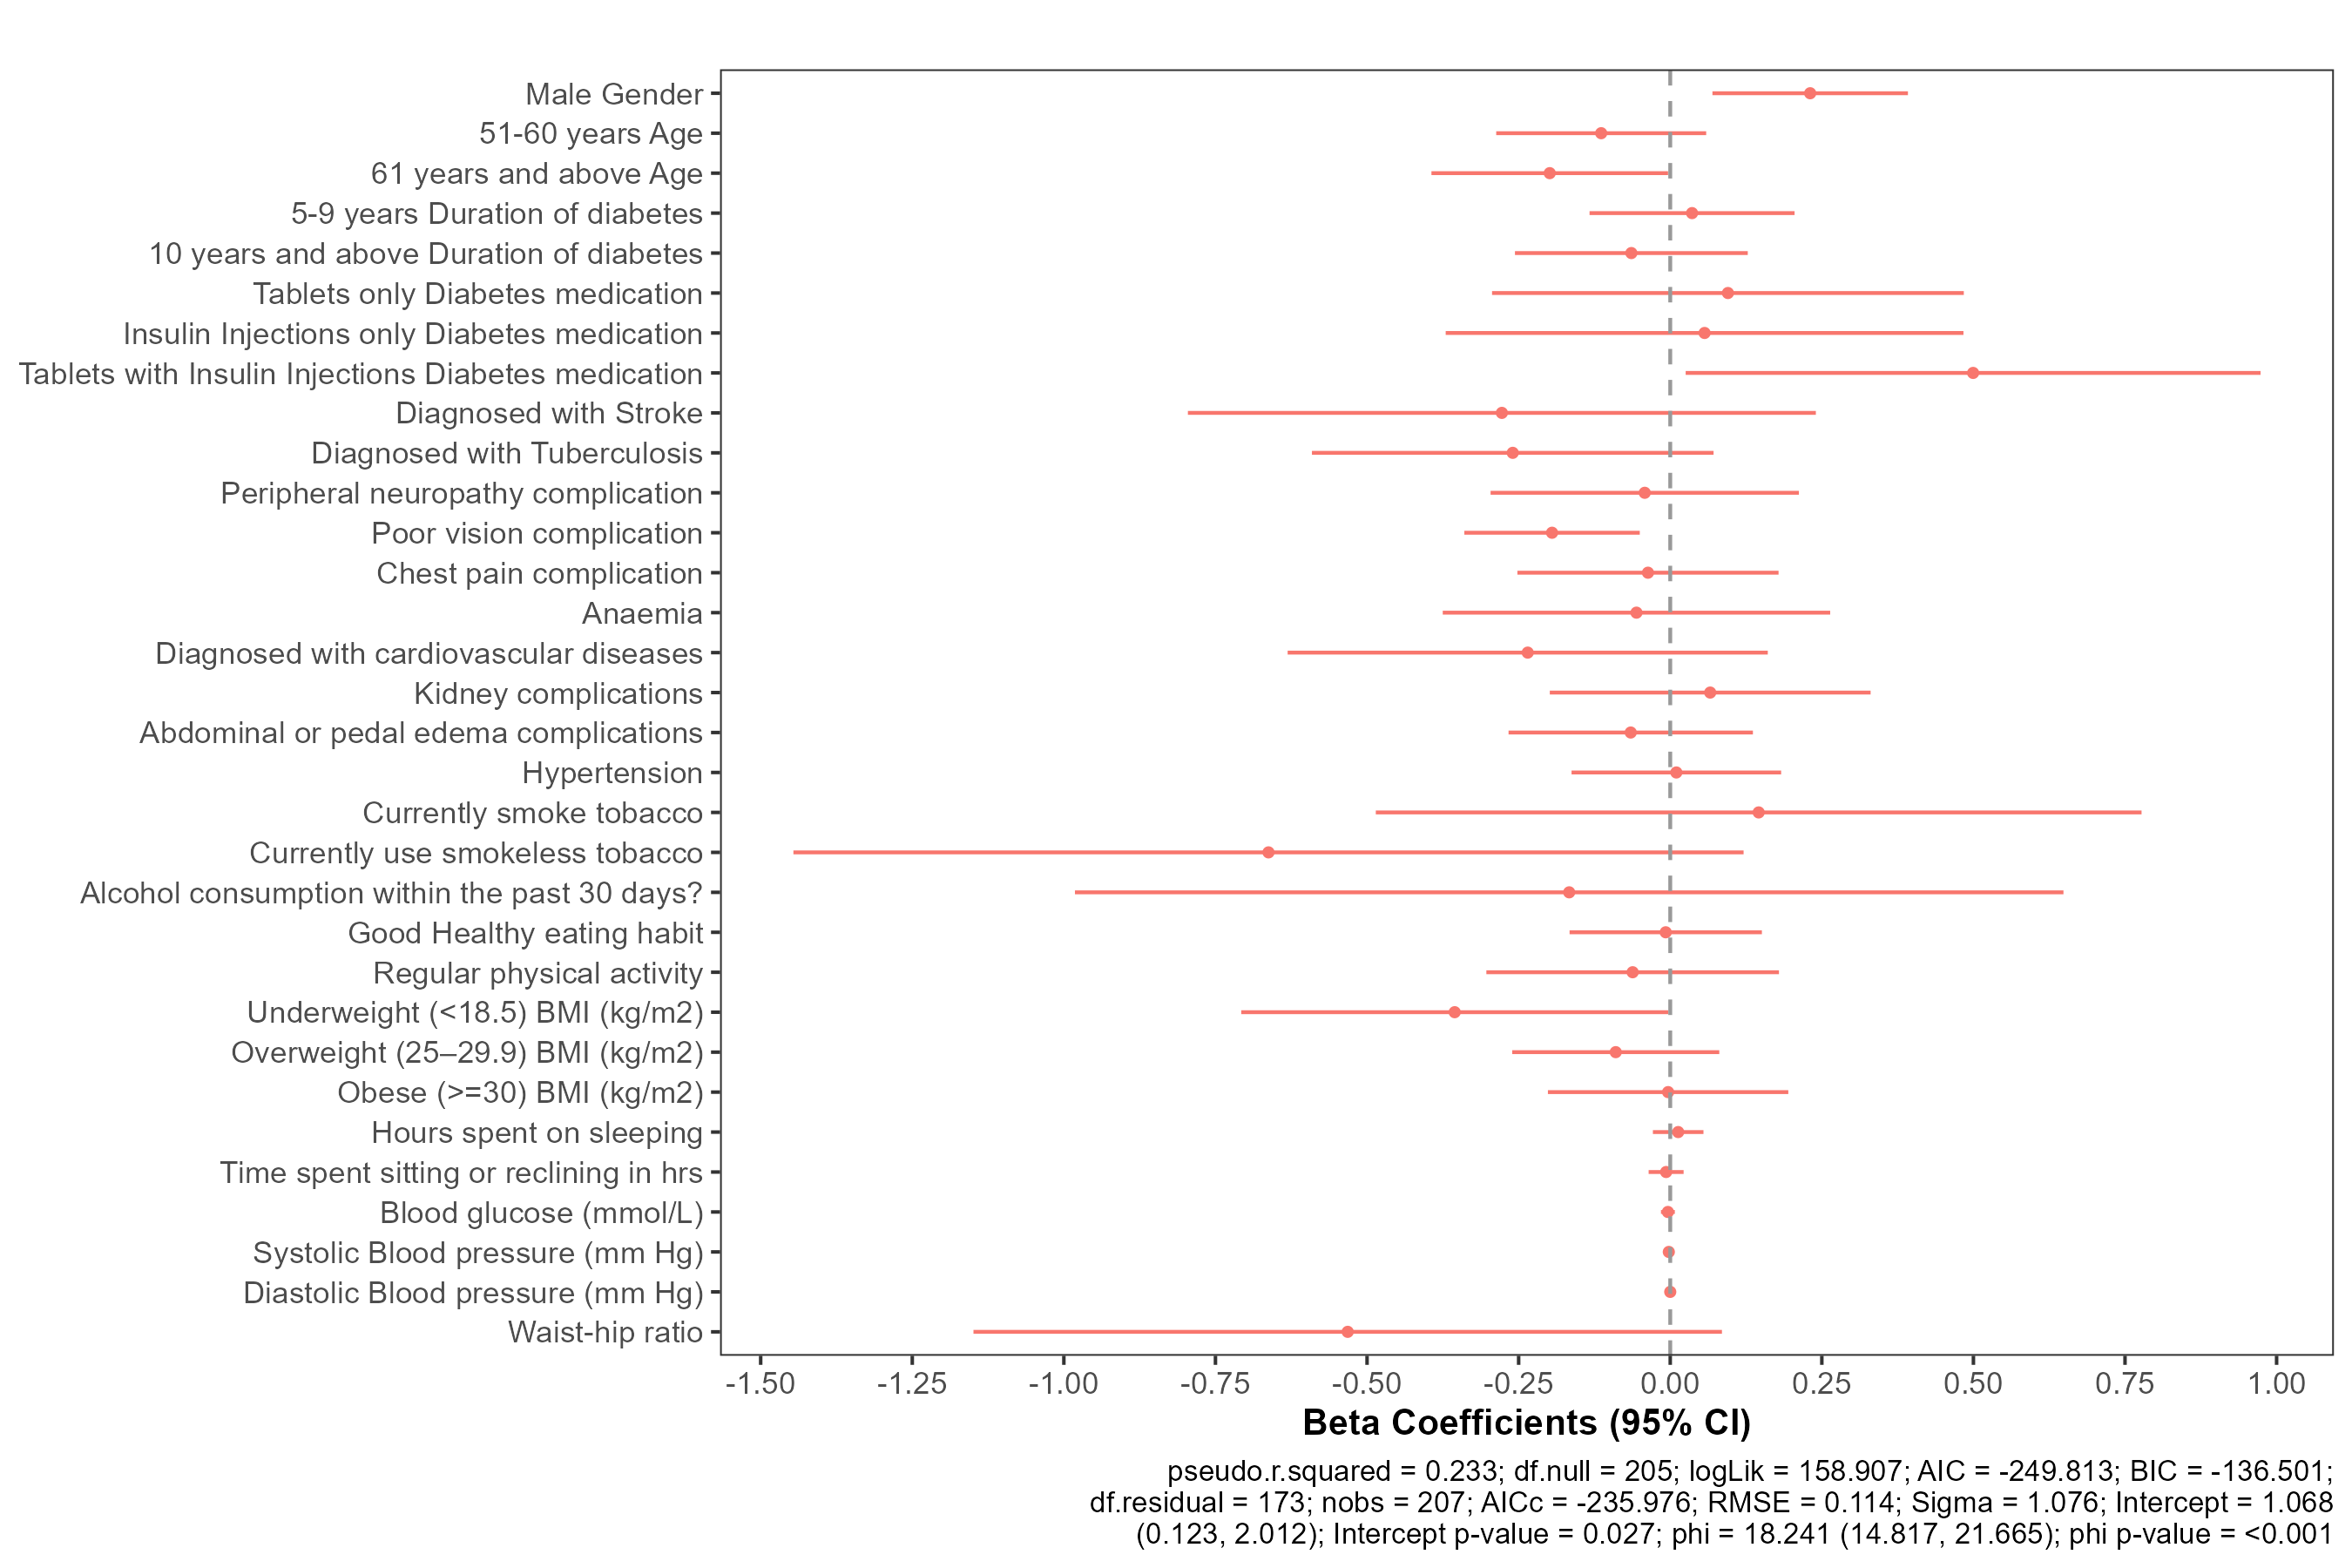 Male Gender
51-60 years Age
61 years and above Age
5-9 years Duration of diabetes
10 years and above Duration of diabetes
Tablets only Diabetes medication
Insulin Injections only Diabetes medication
Tablets with Insulin Injections Diabetes medication
Diagnosed with Stroke
Diagnosed with Tuberculosis
Peripheral neuropathy complication
Poor vision complication
Chest pain complication
Anaemia
Diagnosed with cardiovascular diseases
Kidney complications
Abdominal or pedal edema complications
Hypertension
Currently smoke tobacco
Currently use smokeless tobacco
Alcohol consumption within the past 30 days?
Good Healthy eating habit
Regular physical activity
Underweight (<18.5) BMI (kg/m2)
Overweight (25–29.9) BMI (kg/m2)
Obese (>=30) BMI (kg/m2)
Hours spent on sleeping
Time spent sitting or reclining in hrs
Blood glucose (mmol/L)
Systolic Blood pressure (mm Hg)
Diastolic Blood pressure (mm Hg)
Waist-hip ratio
-1.50 -1.25 -1.00 -0.75 -0.50 -0.25 0.00 0.25 0.50 0.75 1.00
Beta Coefficients (95% CI)
pseudo.r.squared = 0.233; df.null = 205; logLik = 158.907; AIC = -249.813; BIC = -136.501;
df.residual = 173; nobs = 207; AICc = -235.976; RMSE = 0.114; Sigma = 1.076; Intercept = 1.068
(0.123, 2.012); Intercept p-value = 0.027; phi = 18.241 (14.817, 21.665); phi p-value = <0.001